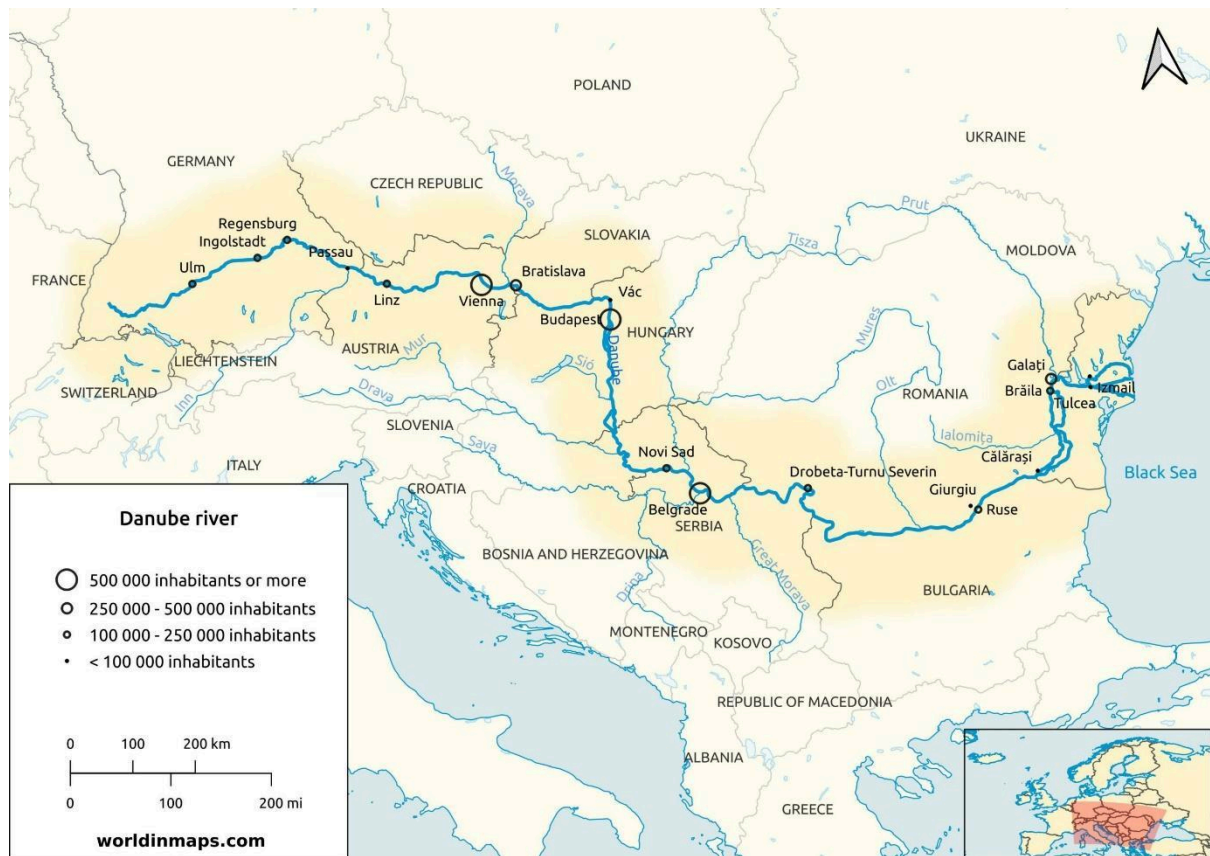 POLAND
UKRAINE
GERMANY
CZECH REPUBLIC
Morava
Prut
Regensburg
Ingolstadt
SLOVAKIA
Tisza
MOLDOVA
Passau
FRANCE
Ulm
Bratislava
Linz
Vienna
Vác
Budapest
HUNGARY
Danube
Mureș
LIECHTENSTEIN
AUSTRIA
Mur
Sió
Galați
SWITZERLAND
Inn
Drava
Olt
ROMANIA
Brăila
Izmail
Tulcea
SLOVENIA
Sava
Ialomița
Novi Sad
Călărași
ITALY
Drobeta-Turnu Severin
Black Sea
CROATIA
Giurgiu
Belgrade
Ruse
SERBIA
BOSNIA AND HERZEGOVINA
Drina
Great Morava
BULGARIA
MONTENEGRO
KOSOVO
REPUBLIC OF MACEDONIA
ALBANIA
GREECE
Danube river
500 000 inhabitants or more
250 000 - 500 000 inhabitants
100 000 - 250 000 inhabitants
< 100 000 inhabitants
0 100 200 km
0 100 200 mi
worldinmaps.com